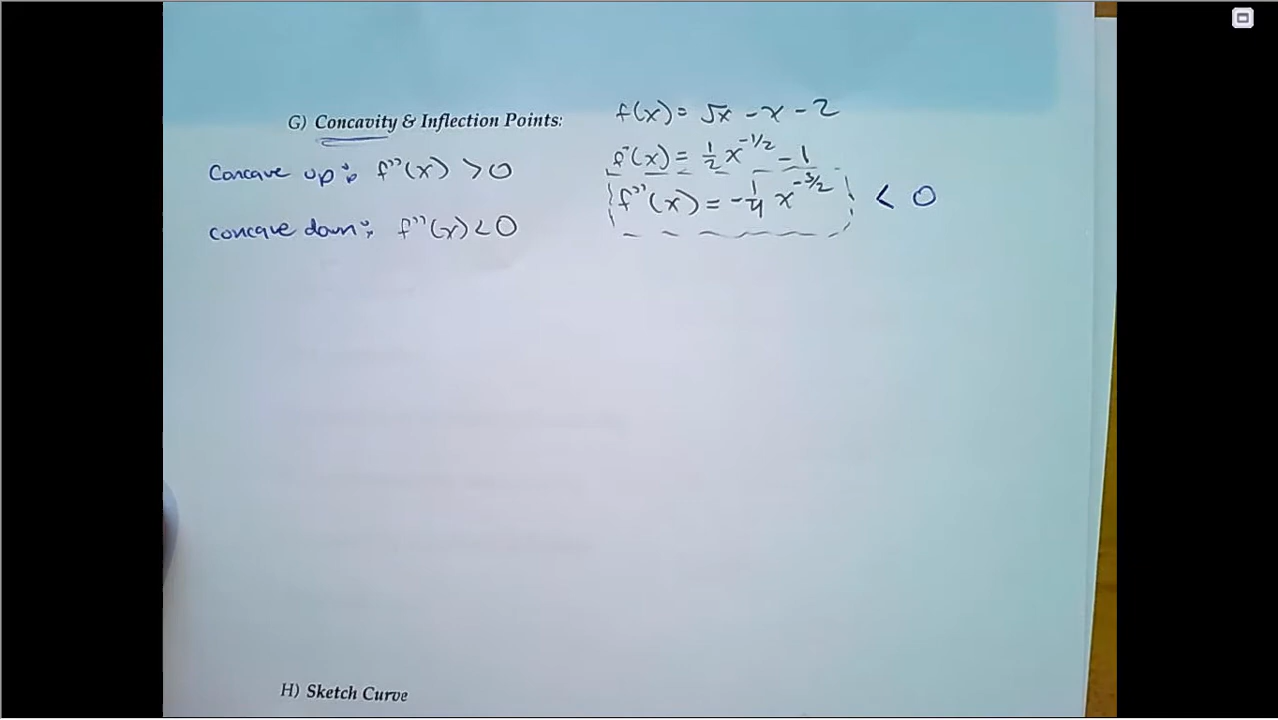 G) Concavity & Inflection Points:
f(x) = √x - x - 2
Concave up: f''(x) > 0
f'(x) = 1/2 x^-1/2 - 1
f''(x) = -1/4 x^-3/2 < 0
concave down: f''(x) < 0
H) Sketch Curve